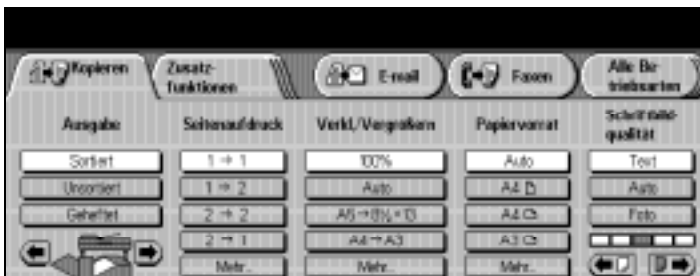 Kopieren
Zusatz-
funktionen
E-mail
Faxen
Alle Be-
triebsarten
Ausgabe
Seitenaufdruck
Verkl./Vergrößern
Papiervorrat
Schrift/Bild-
qualität
Sortiert
1 → 1
100%
Auto
Text
Unsortiert
1 → 2
Auto
A4
Auto
Geheftet
2 → 2
A4
Foto
2 → 1
A4→A3
A3
Mehr...
Mehr...
Mehr...